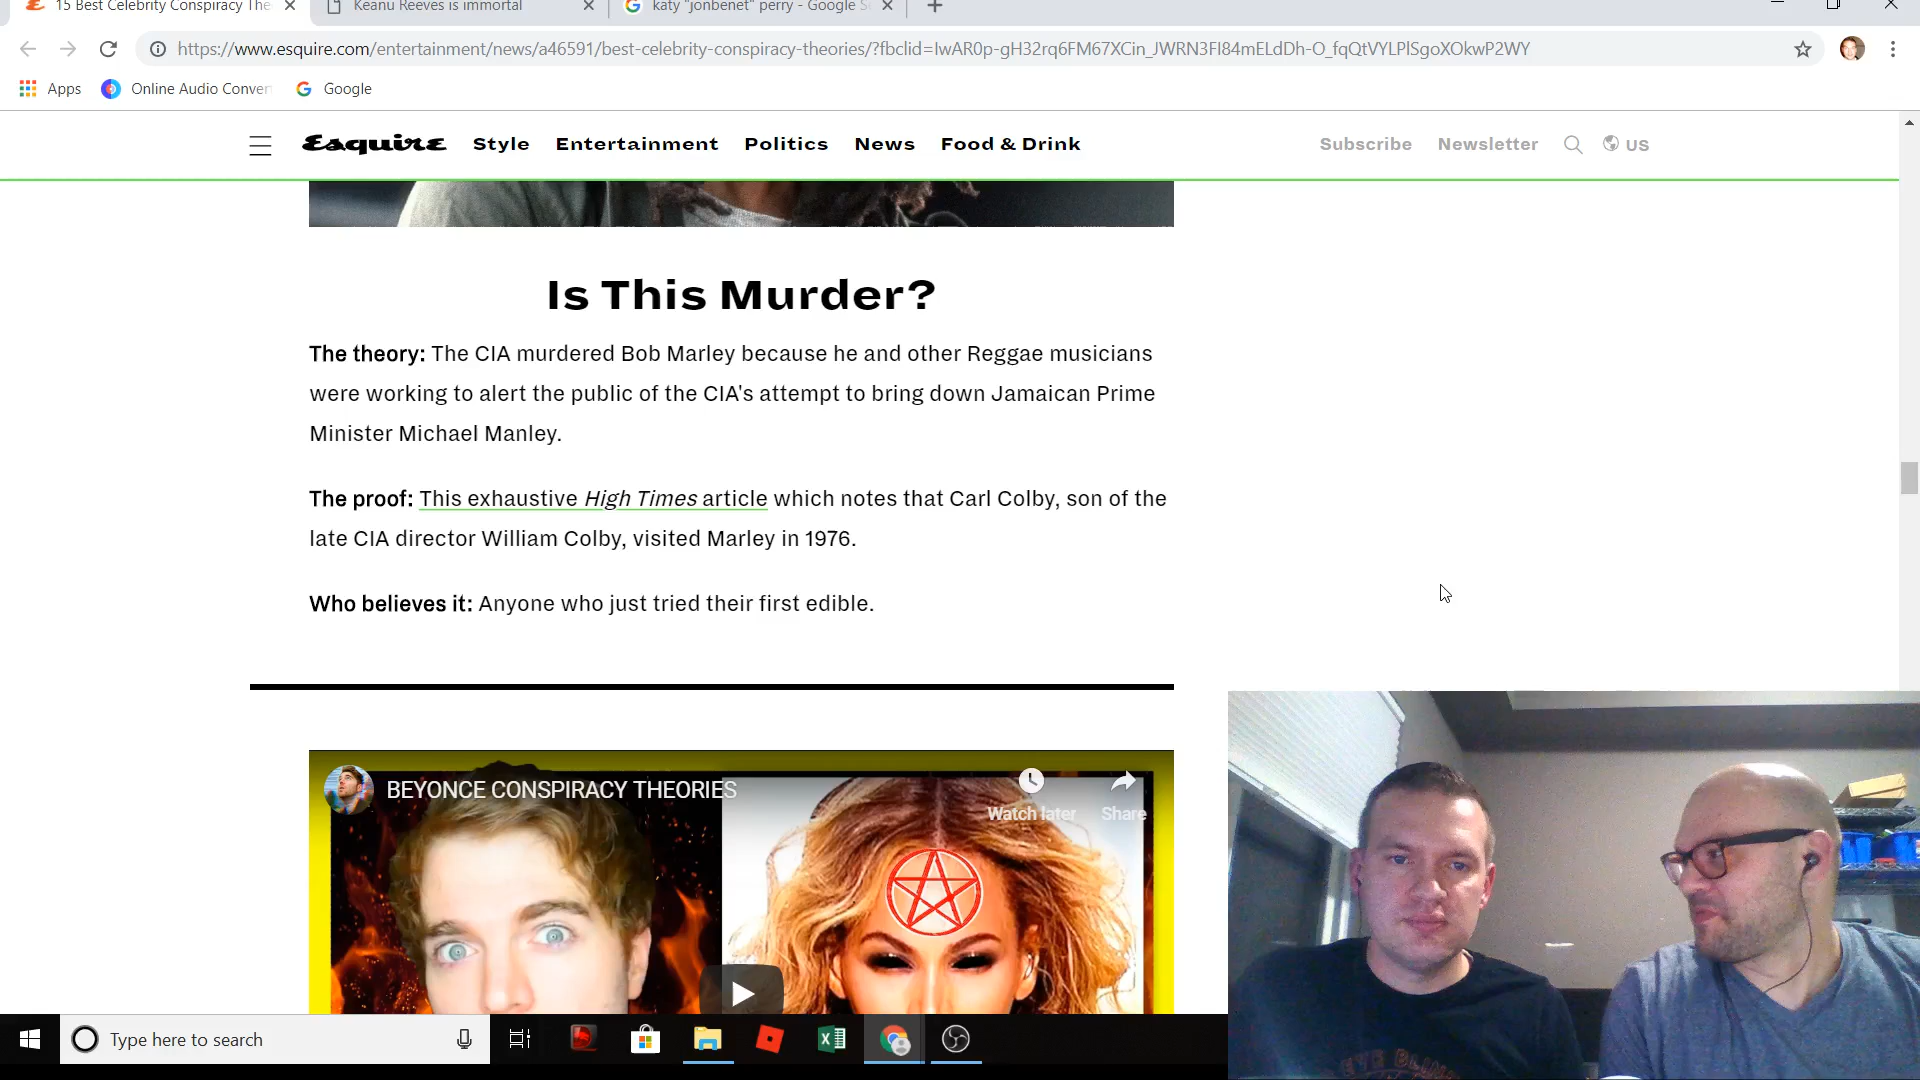 15 Best Celebrity Conspiracy The
Keanu Reeves is immortal
katy "jonbenet" perry - Google Se
https://www.esquire.com/entertainment/news/a46591/best-celebrity-conspiracy-theories/?fbclid=IwAR0p-gH32rq6FM67XCin_JWRN3FI84mELdDh-O_fqQtVYLPlSgoXOkwP2WY
Apps
Online Audio Conver
Google
Esquire
Style
Entertainment
Politics
News
Food & Drink
Subscribe
Newsletter
US
Is This Murder?
The theory: The CIA murdered Bob Marley because he and other Reggae musicians
were working to alert the public of the CIA's attempt to bring down Jamaican Prime
Minister Michael Manley.
The proof: This exhaustive High Times article which notes that Carl Colby, son of the
late CIA director William Colby, visited Marley in 1976.
Who believes it: Anyone who just tried their first edible.
BEYONCE CONSPIRACY THEORIES
Watch later
Share
Type here to search
EYE BLIN